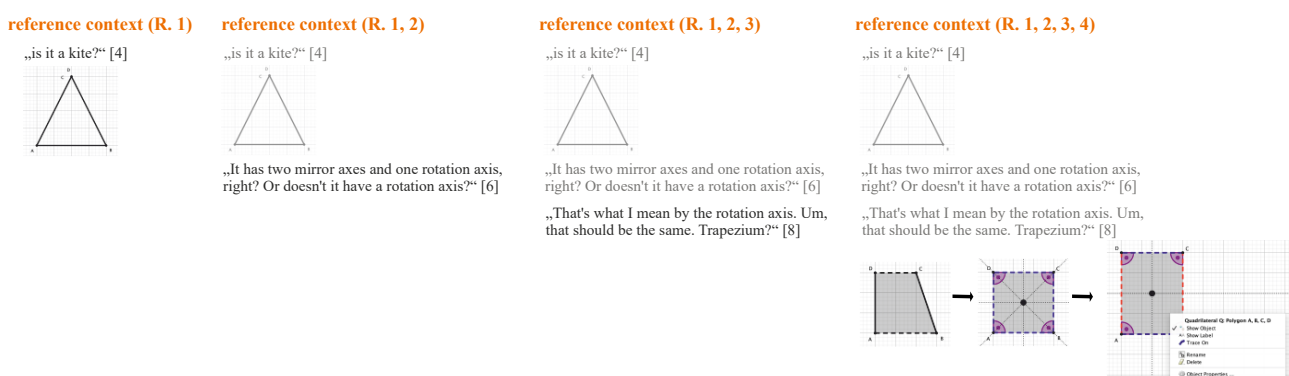 reference context (R. 1)
„is it a kite?“ [4]
D
C
A
B
reference context (R. 1, 2)
„is it a kite?“ [4]
D
C
A
B
„It has two mirror axes and one rotation axis,
right? Or doesn't it have a rotation axis?“ [6]
reference context (R. 1, 2, 3)
„is it a kite?“ [4]
D
C
A
B
„It has two mirror axes and one rotation axis,
right? Or doesn't it have a rotation axis?“ [6]
„That's what I mean by the rotation axis. Um,
that should be the same. Trapezium?“ [8]
reference context (R. 1, 2, 3, 4)
„is it a kite?“ [4]
D
C
A
B
„It has two mirror axes and one rotation axis,
right? Or doesn't it have a rotation axis?“ [6]
„That's what I mean by the rotation axis. Um,
that should be the same. Trapezium?“ [8]
D C
A B
D C
A B
D C
A
Quadrilateral Q: Polygon A, B, C, D
Show Object
Show Label
Trace On
Rename
Delete
Object Properties ...